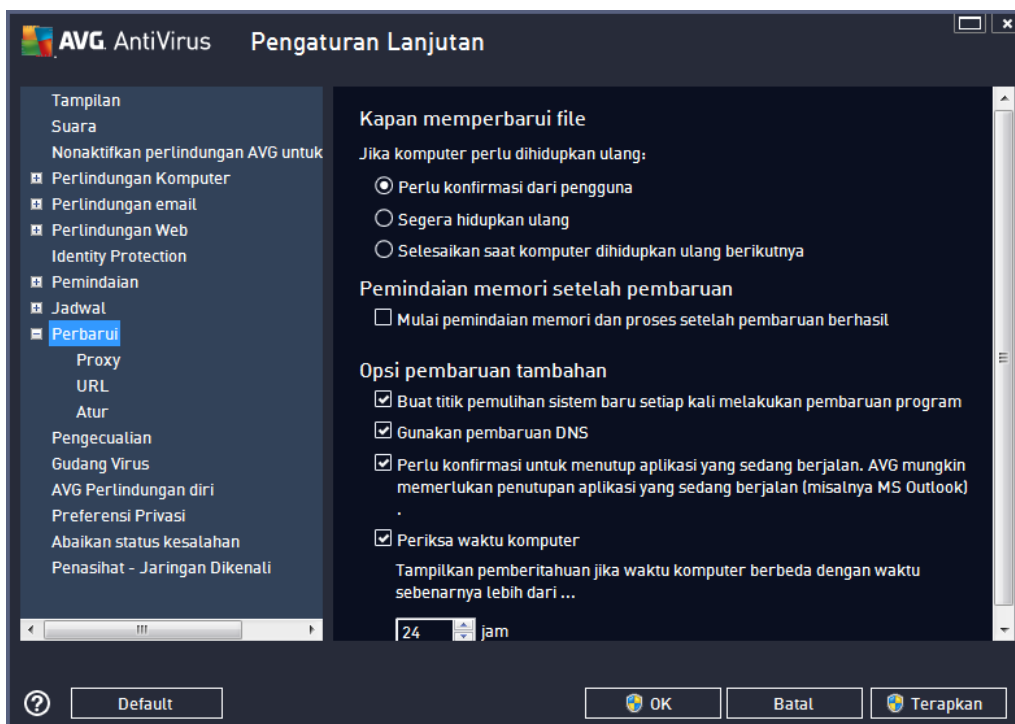 AVG. AntiVirus Pengaturan Lanjutan
Tampilan
Suara
Nonaktifkan perlindungan AVG untuk
Perlindungan Komputer
Perlindungan email
Perlindungan Web
Identity Protection
Pemindaian
Jadwal
Perbarui
Proxy
URL
Atur
Pengecualian
Gudang Virus
AVG Perlindungan diri
Preferensi Privasi
Abaikan status kesalahan
Penasihat - Jaringan Dikenali
Kapan memperbarui file
Jika komputer perlu dihidupkan ulang:
Perlu konfirmasi dari pengguna
Segera hidupkan ulang
Selesaikan saat komputer dihidupkan ulang berikutnya
Pemindaian memori setelah pembaruan
Mulai pemindaian memori dan proses setelah pembaruan berhasil
Opsi pembaruan tambahan
Buat titik pemulihan sistem baru setiap kali melakukan pembaruan program
Gunakan pembaruan DNS
Perlu konfirmasi untuk menutup aplikasi yang sedang berjalan. AVG mungkin
memerlukan penutupan aplikasi yang sedang berjalan (misalnya MS Outlook)
.
Periksa waktu komputer
Tampilkan pemberitahuan jika waktu komputer berbeda dengan waktu
sebenarnya lebih dari ...
24 jam
Default
OK
Batal
Terapkan